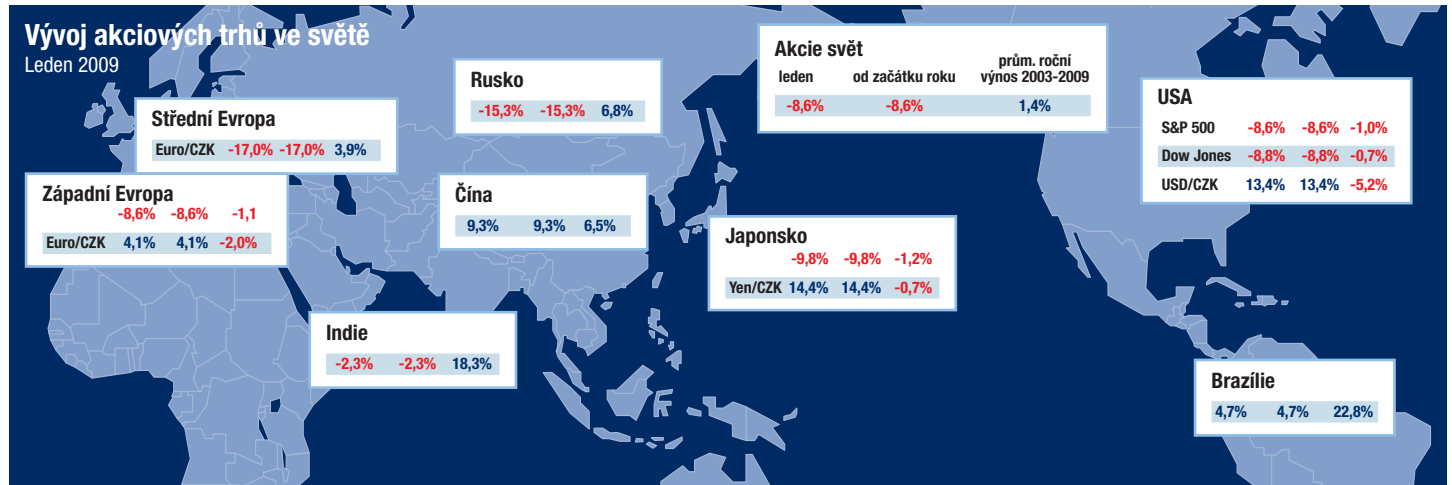 Vývoj akciových trhů ve světě
Leden 2009
Akcie svět
leden od začátku roku prům. roční výnos 2003-2009
-8,6% -8,6% 1,4%
Rusko
-15,3% -15,3% 6,8%
USA
S&P 500 -8,6% -8,6% -1,0%
Dow Jones -8,8% -8,8% -0,7%
USD/CZK 13,4% 13,4% -5,2%
Střední Evropa
Euro/CZK -17,0% -17,0% 3,9%
Západní Evropa
-8,6% -8,6% -1,1
Euro/CZK 4,1% 4,1% -2,0%
Čína
9,3% 9,3% 6,5%
Japonsko
-9,8% -9,8% -1,2%
Yen/CZK 14,4% 14,4% -0,7%
Indie
-2,3% -2,3% 18,3%
Brazílie
4,7% 4,7% 22,8%